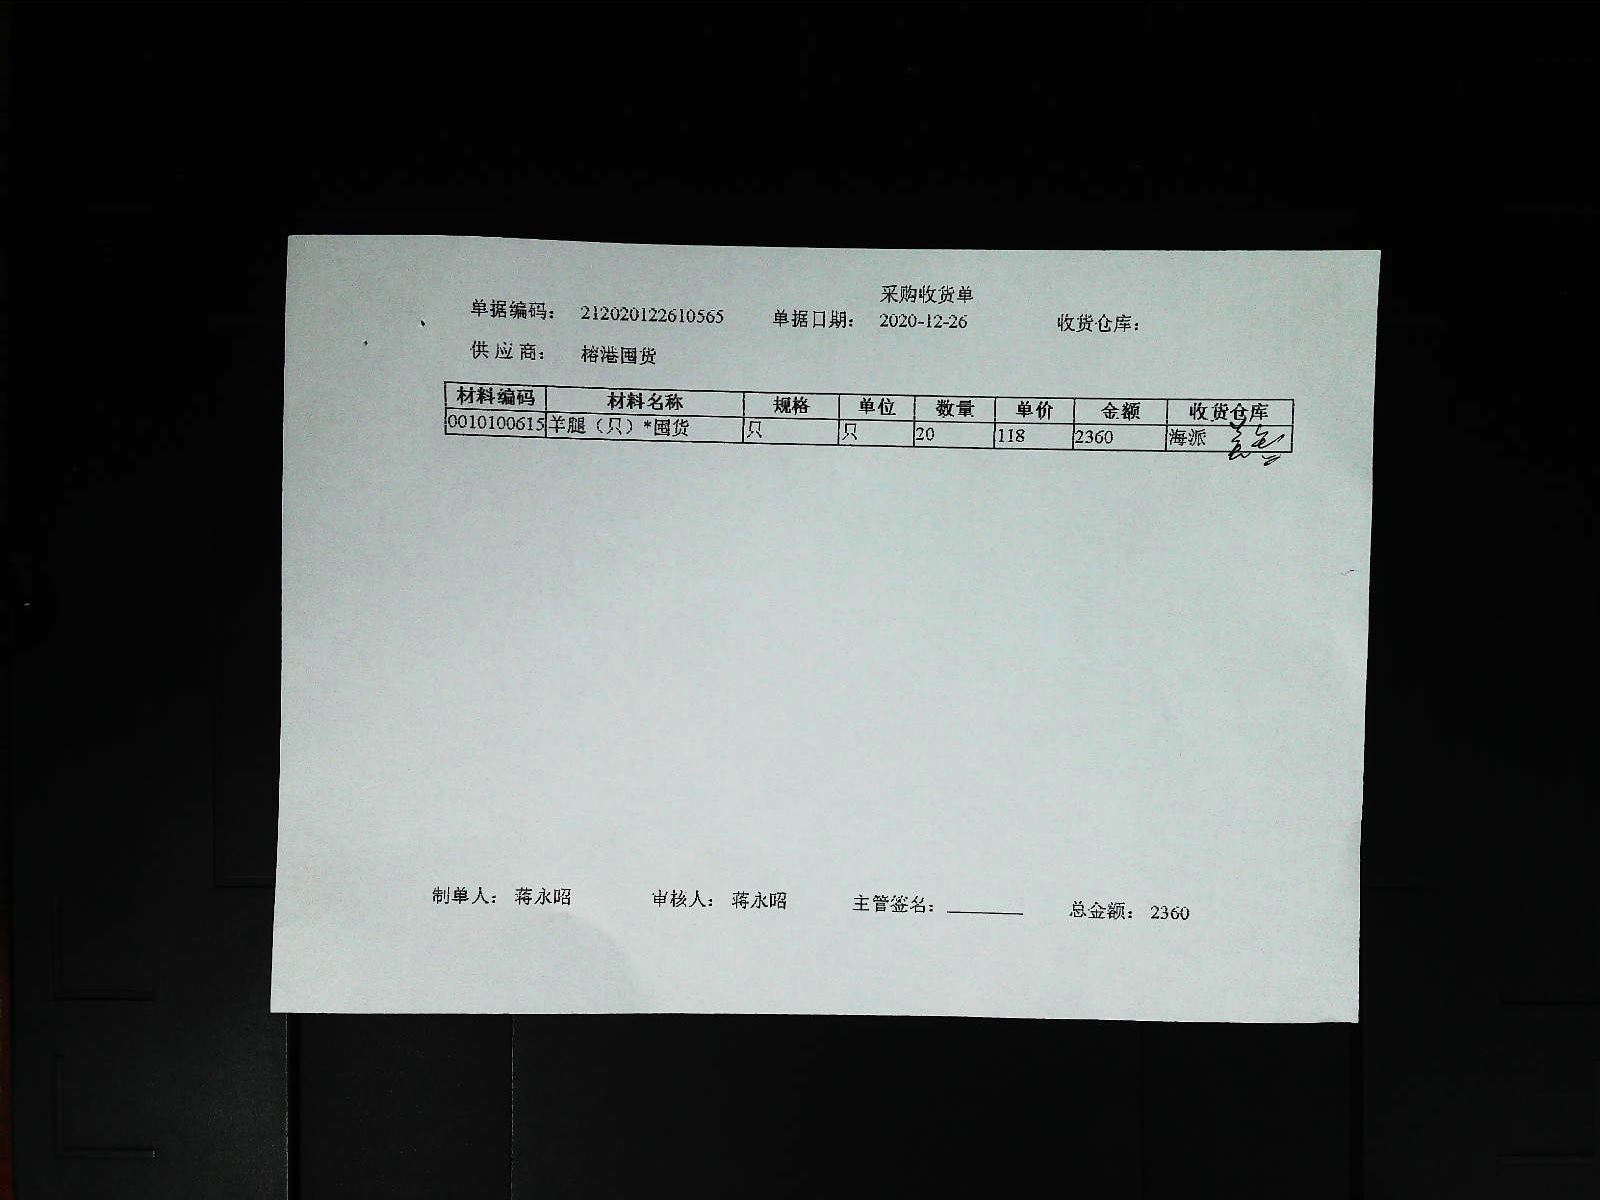 采购收货单
单据编码: 212020122610565 单据日期: 2020-12-26 收货仓库:
供应商: 榕港囤货
材料编码 材料名称 规格 单位 数量 单价 金额 收货仓库
0010100615 羊腿（只）*囤货 只 只 20 118 2360 海派
制单人: 蒋永昭 审核人: 蒋永昭 主管签名: 总金额: 2360